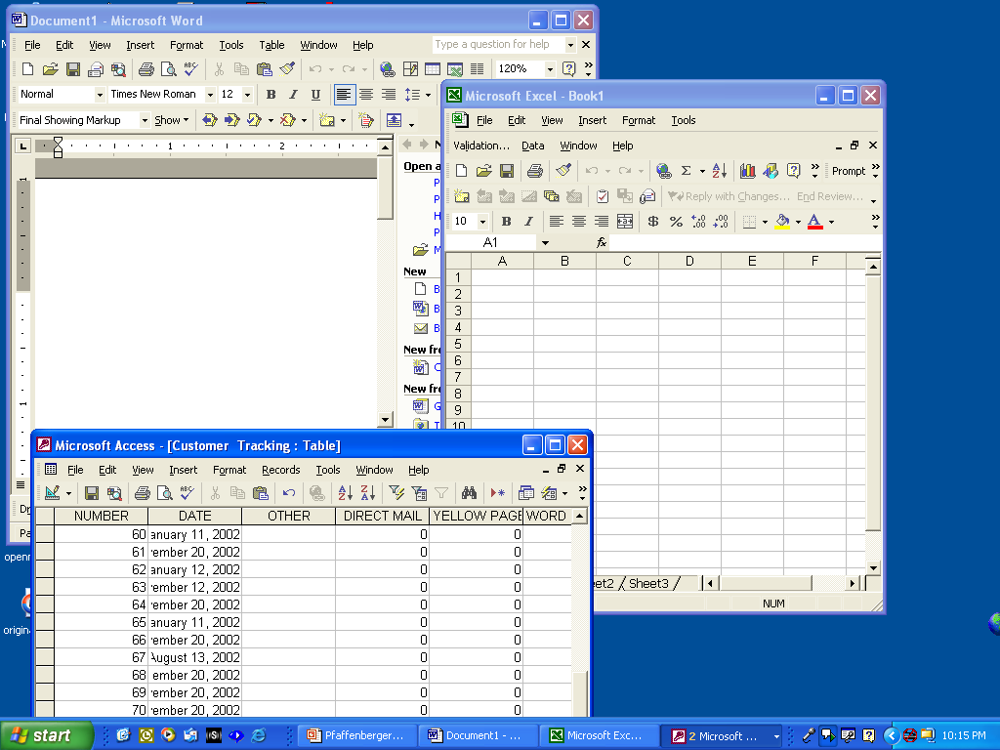 Document1 - Microsoft Word
File Edit View Insert Format Tools Table Window Help Type a question for help
120%
Normal Times New Roman 12 B I U
Final Showing Markup Show
1 2
Open a
New
New fro
New fro
Microsoft Excel - Book1
File Edit View Insert Format Tools
Validation... Data Window Help
Prompt
Reply with Changes... End Review...
10 B I $ % 
A1 fx
A B C D E F
1
2
3
4
5
6
7
8
9
10
et2 Sheet3
NUM
Microsoft Access - [Customer Tracking : Table]
File Edit View Insert Format Records Tools Window Help
NUMBER DATE OTHER DIRECT MAIL YELLOW PAGE WORD
60 anuary 11, 2002 0 0
61 ember 20, 2002 0 0
62 anuary 12, 2002 0 0
63 ember 12, 2002 0 0
64 ember 20, 2002 0 0
65 anuary 11, 2002 0 0
66 ember 20, 2002 0 0
67 August 13, 2002 0 0
68 ember 20, 2002 0 0
69 ember 20, 2002 0 0
70 ember 20, 2002 0 0
openr
origina
start Pfaffenberger... Document1 - ... Microsoft Exc... 2 Microsoft ... 10:15 PM